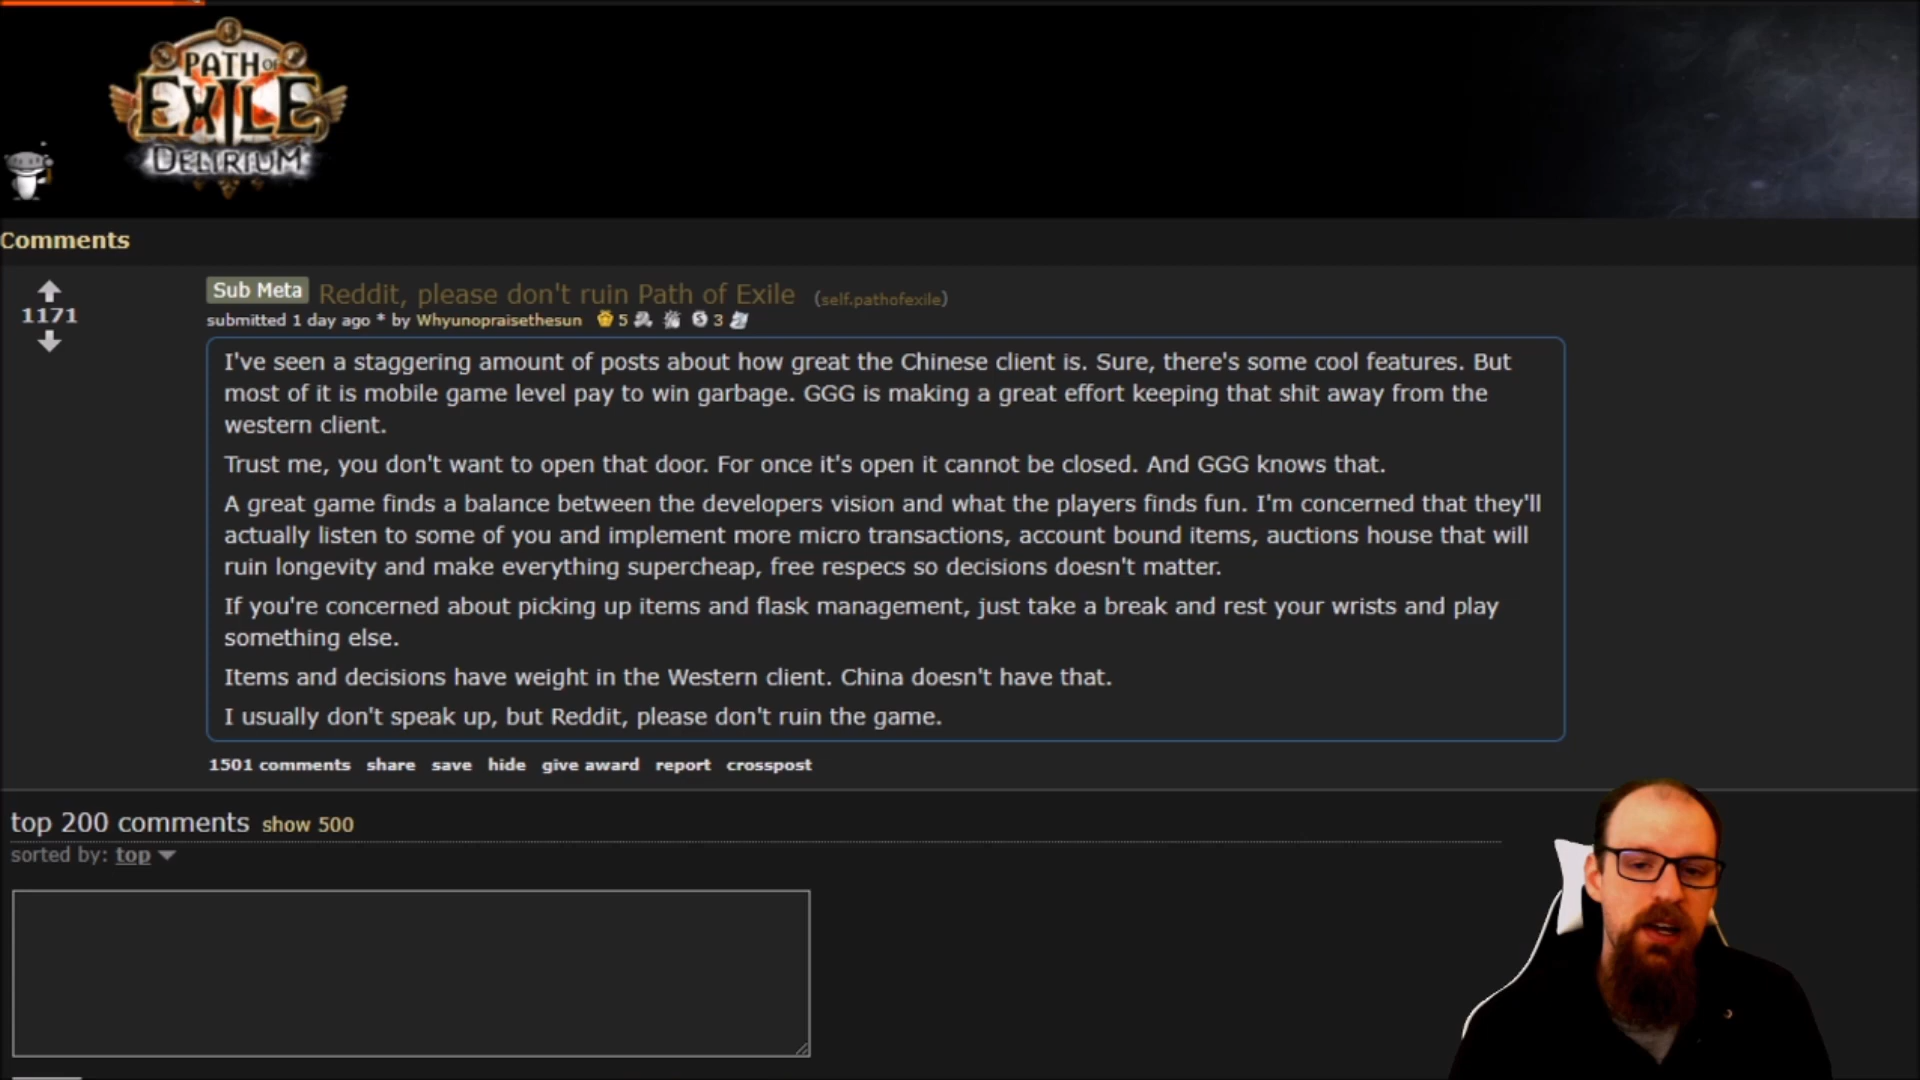 PATH OF
EXILE
DELIRIUM
Comments
1171
Sub Meta Reddit, please don't ruin Path of Exile (self.pathofexile)
submitted 1 day ago * by Whyunopraisethesun 5 3
I've seen a staggering amount of posts about how great the Chinese client is. Sure, there's some cool features. But
most of it is mobile game level pay to win garbage. GGG is making a great effort keeping that shit away from the
western client.
Trust me, you don't want to open that door. For once it's open it cannot be closed. And GGG knows that.
A great game finds a balance between the developers vision and what the players finds fun. I'm concerned that they'll
actually listen to some of you and implement more micro transactions, account bound items, auctions house that will
ruin longevity and make everything supercheap, free respecs so decisions doesn't matter.
If you're concerned about picking up items and flask management, just take a break and rest your wrists and play
something else.
Items and decisions have weight in the Western client. China doesn't have that.
I usually don't speak up, but Reddit, please don't ruin the game.
1501 comments share save hide give award report crosspost
top 200 comments show 500
sorted by: top